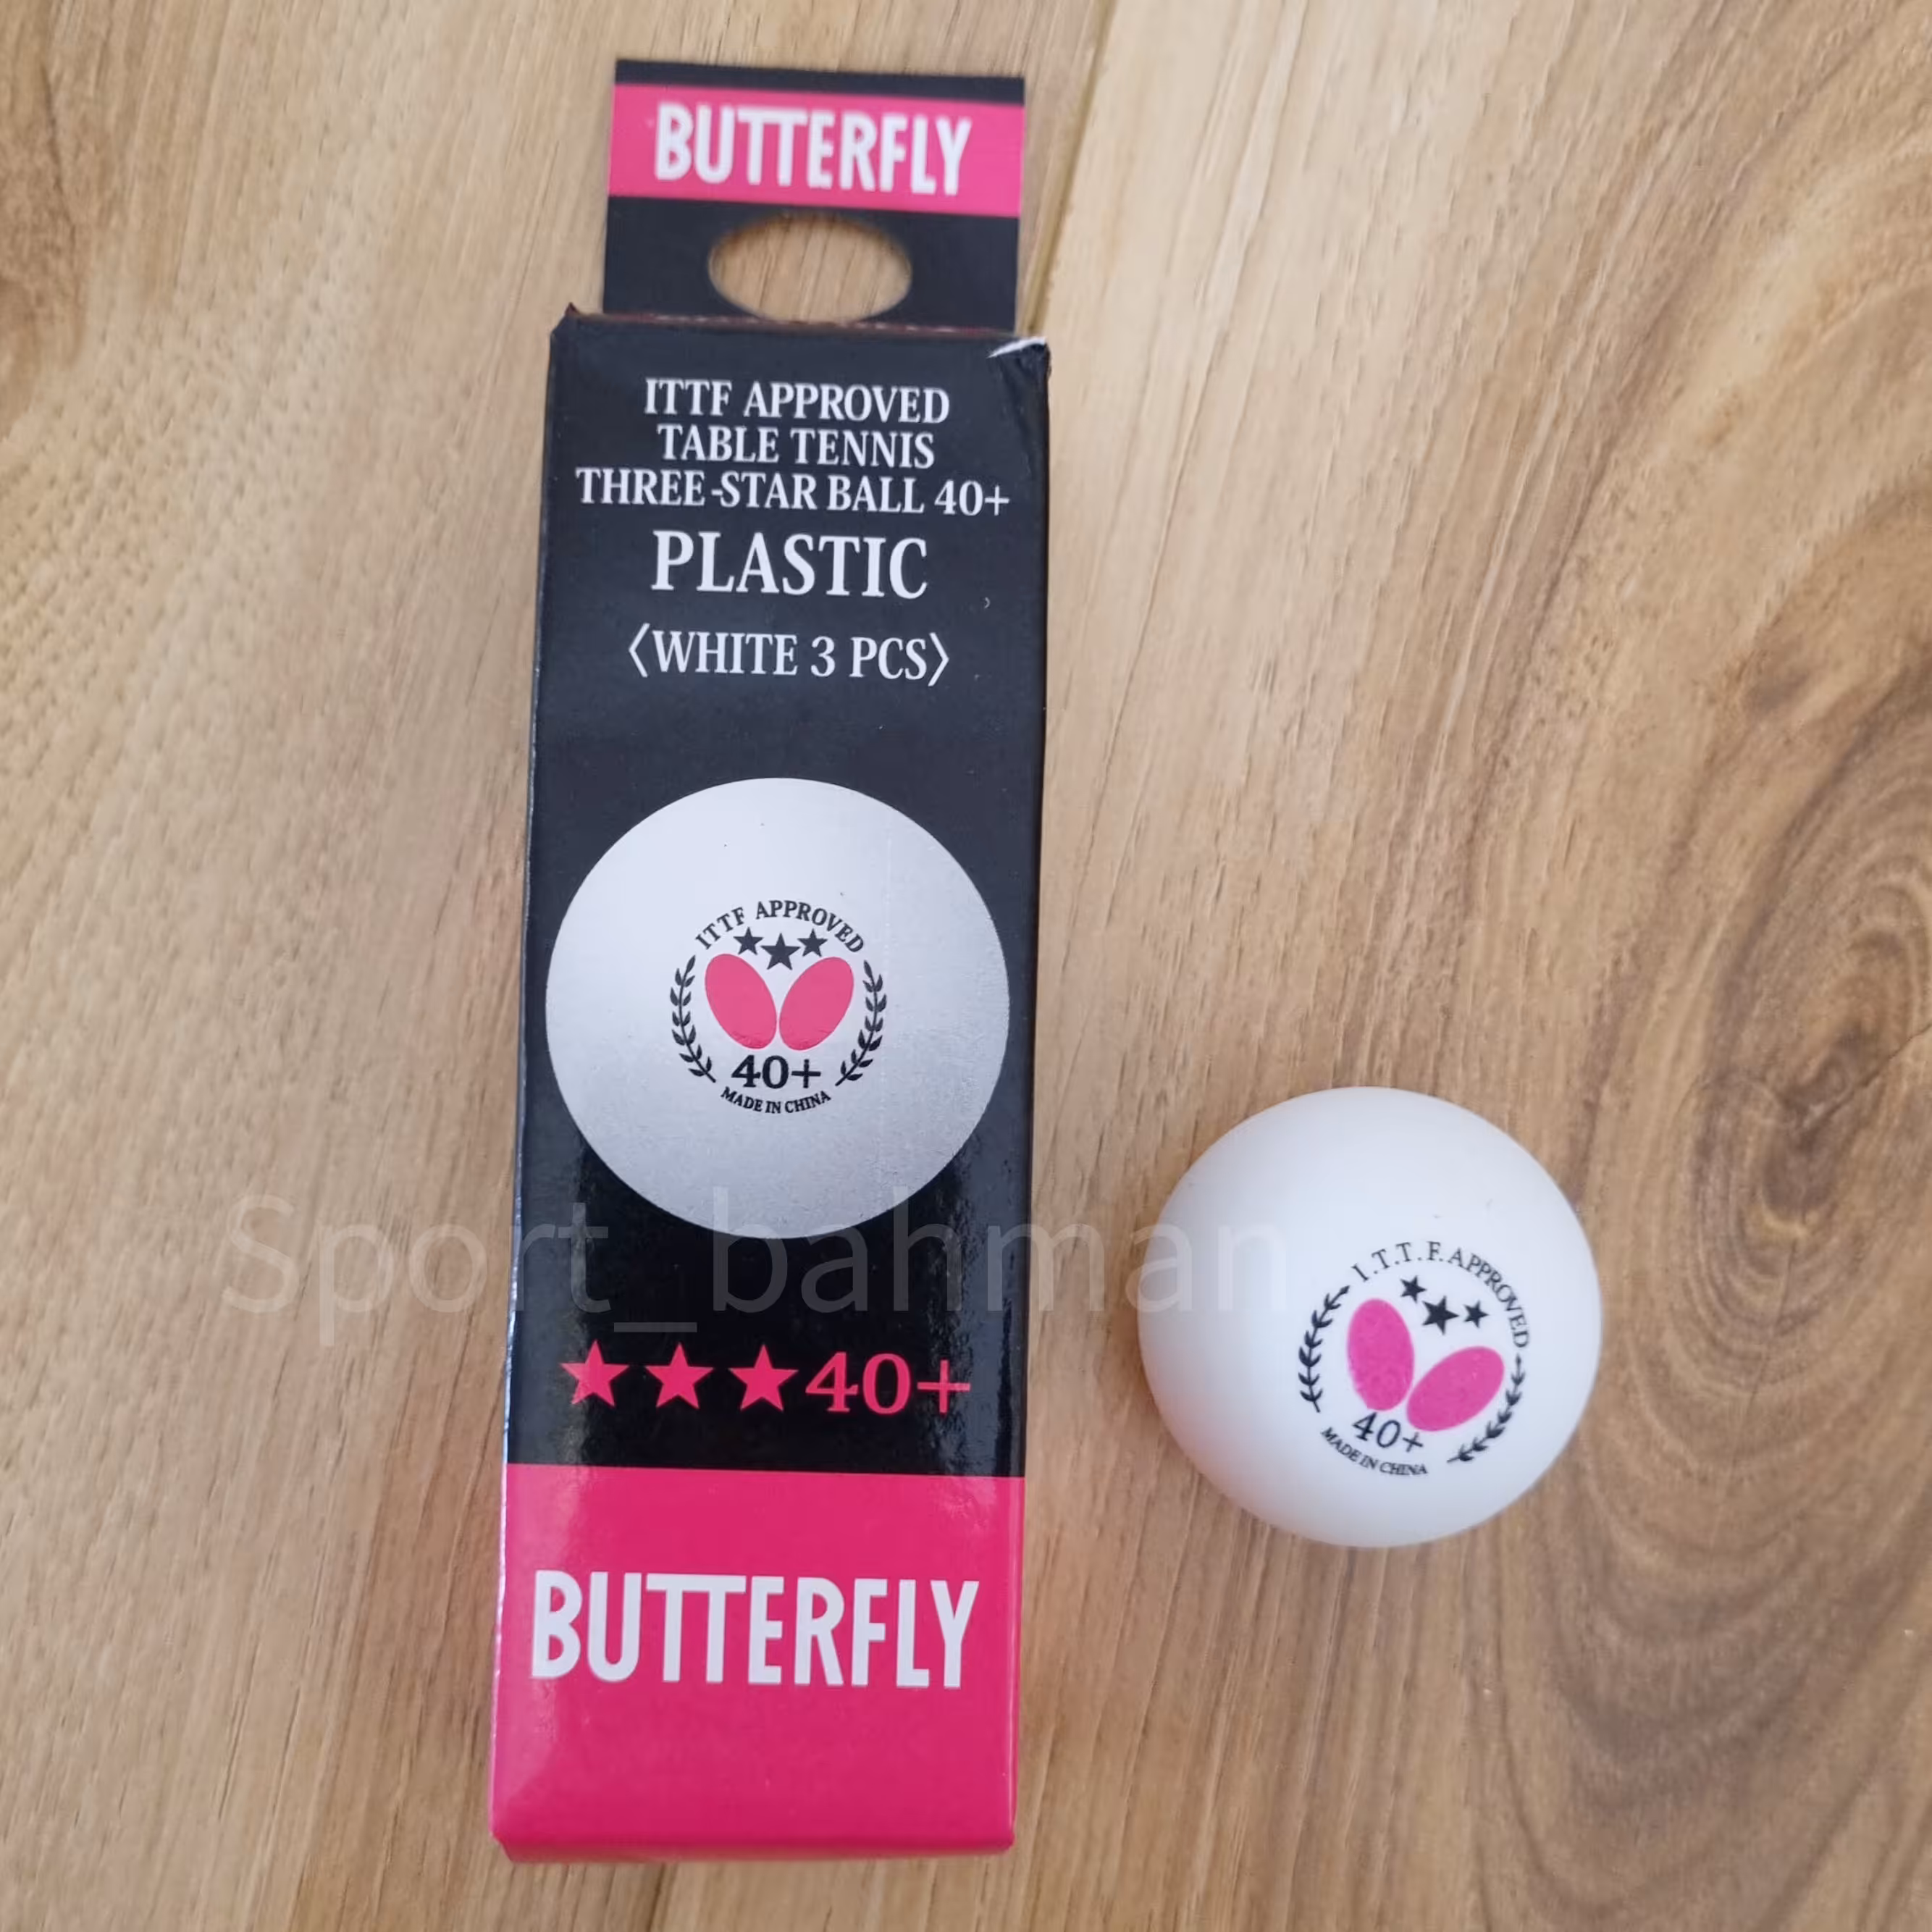 BUTTERFLY
ITTF APPROVED
TABLE TENNIS
THREE-STAR BALL 40+
PLASTIC
〈WHITE 3 PCS〉
ITTF APPROVED
40+
MADE IN CHINA
Sport_bahman
★★★40+
BUTTERFLY
I.T.T.F.APPROVED
40+
MADE IN CHINA